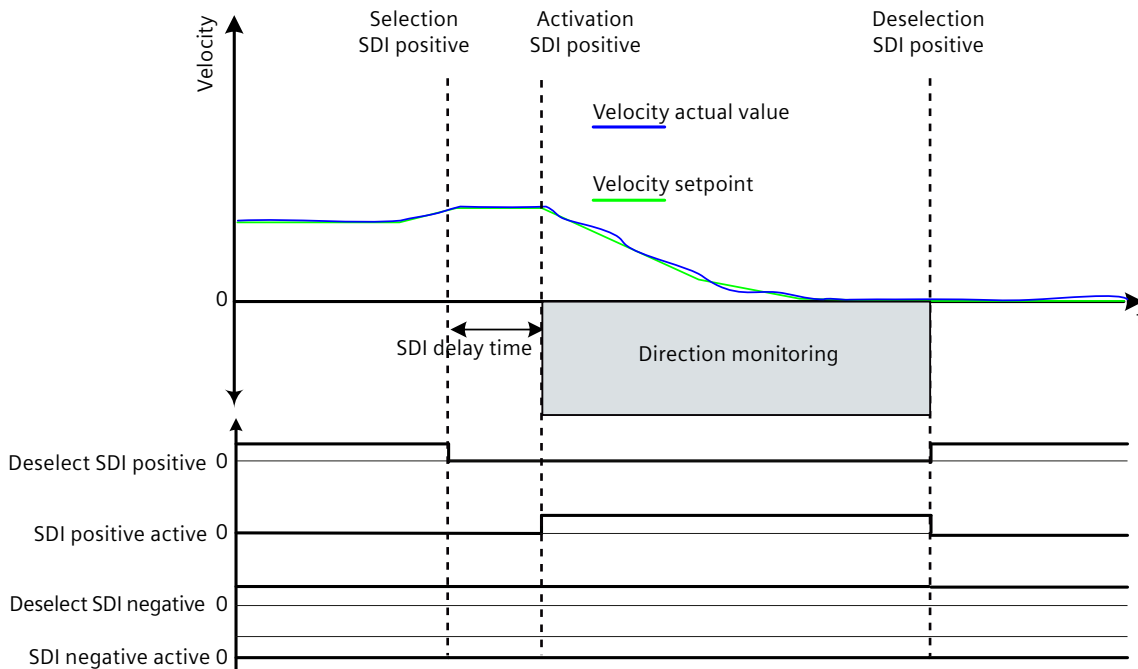 Selection
SDI positive
Activation
SDI positive
Deselection
SDI positive
Velocity
Velocity actual value
Velocity setpoint
0
SDI delay time
Direction monitoring
Deselect SDI positive 0
SDI positive active 0
Deselect SDI negative 0
SDI negative active 0